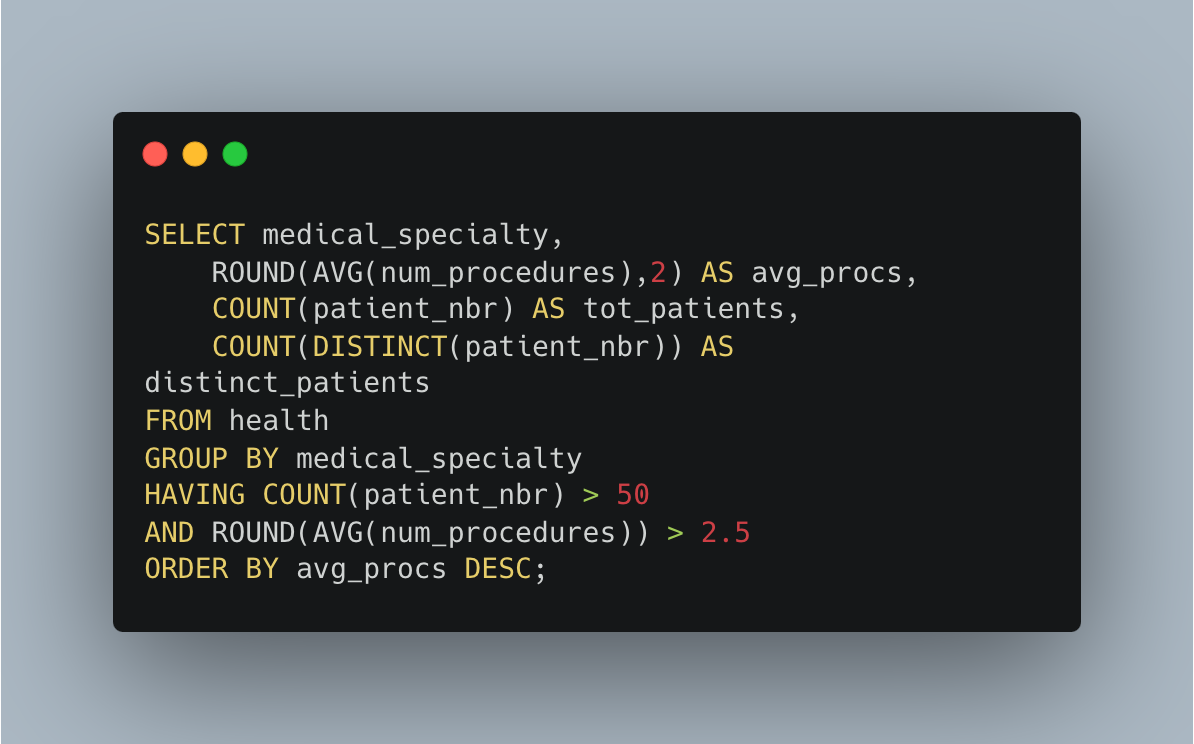 SELECT medical_specialty,
    ROUND(AVG(num_procedures),2) AS avg_procs,
    COUNT(patient_nbr) AS tot_patients,
    COUNT(DISTINCT(patient_nbr)) AS
distinct_patients
FROM health
GROUP BY medical_specialty
HAVING COUNT(patient_nbr) > 50
AND ROUND(AVG(num_procedures)) > 2.5
ORDER BY avg_procs DESC;